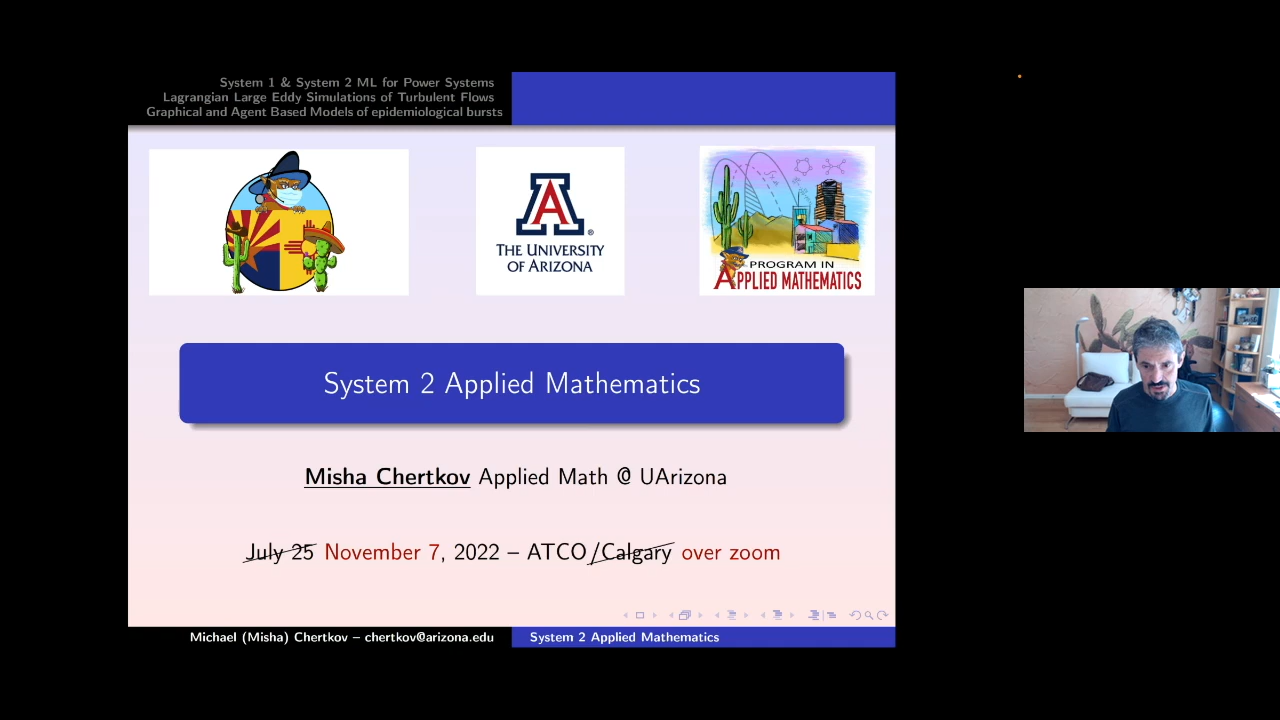 System 1 & System 2 ML for Power Systems
Lagrangian Large Eddy Simulations of Turbulent Flows
Graphical and Agent Based Models of epidemiological bursts
A
®
THE UNIVERSITY
OF ARIZONA
PROGRAM IN
APPLIED MATHEMATICS
System 2 Applied Mathematics
Misha Chertkov Applied Math @ UArizona
July 25 November 7, 2022 – ATCO/Calgary over zoom
Michael (Misha) Chertkov – chertkov@arizona.edu
System 2 Applied Mathematics